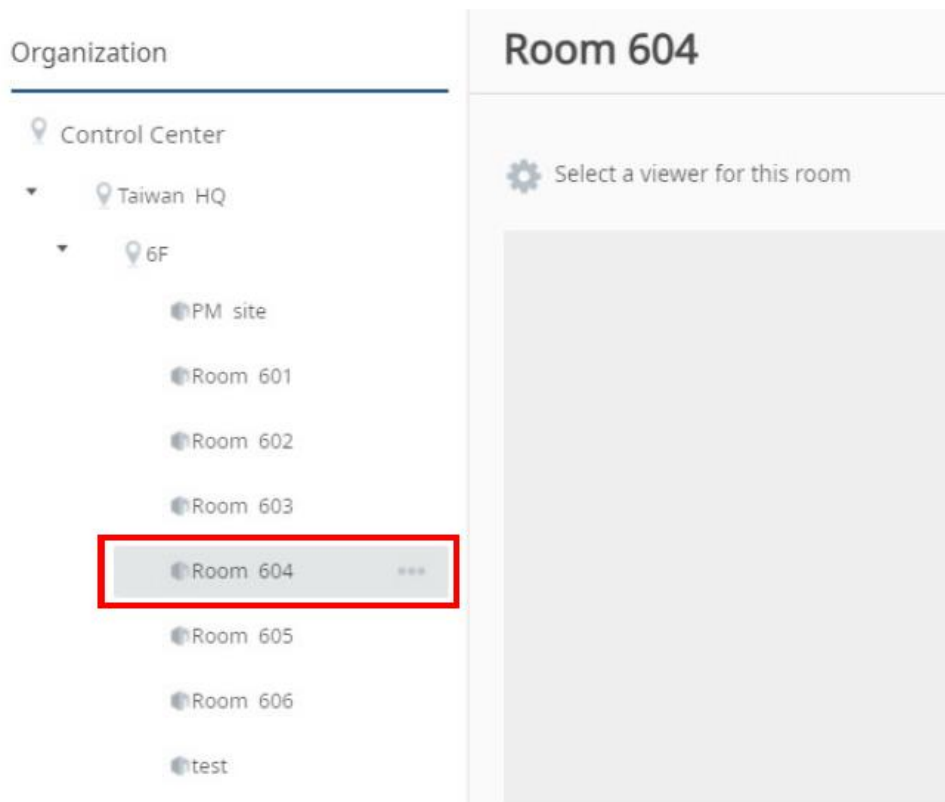 Organization
Control Center
Taiwan HQ
6F
PM site
Room 601
Room 602
Room 603
Room 604
Room 605
Room 606
test
Room 604
Select a viewer for this room